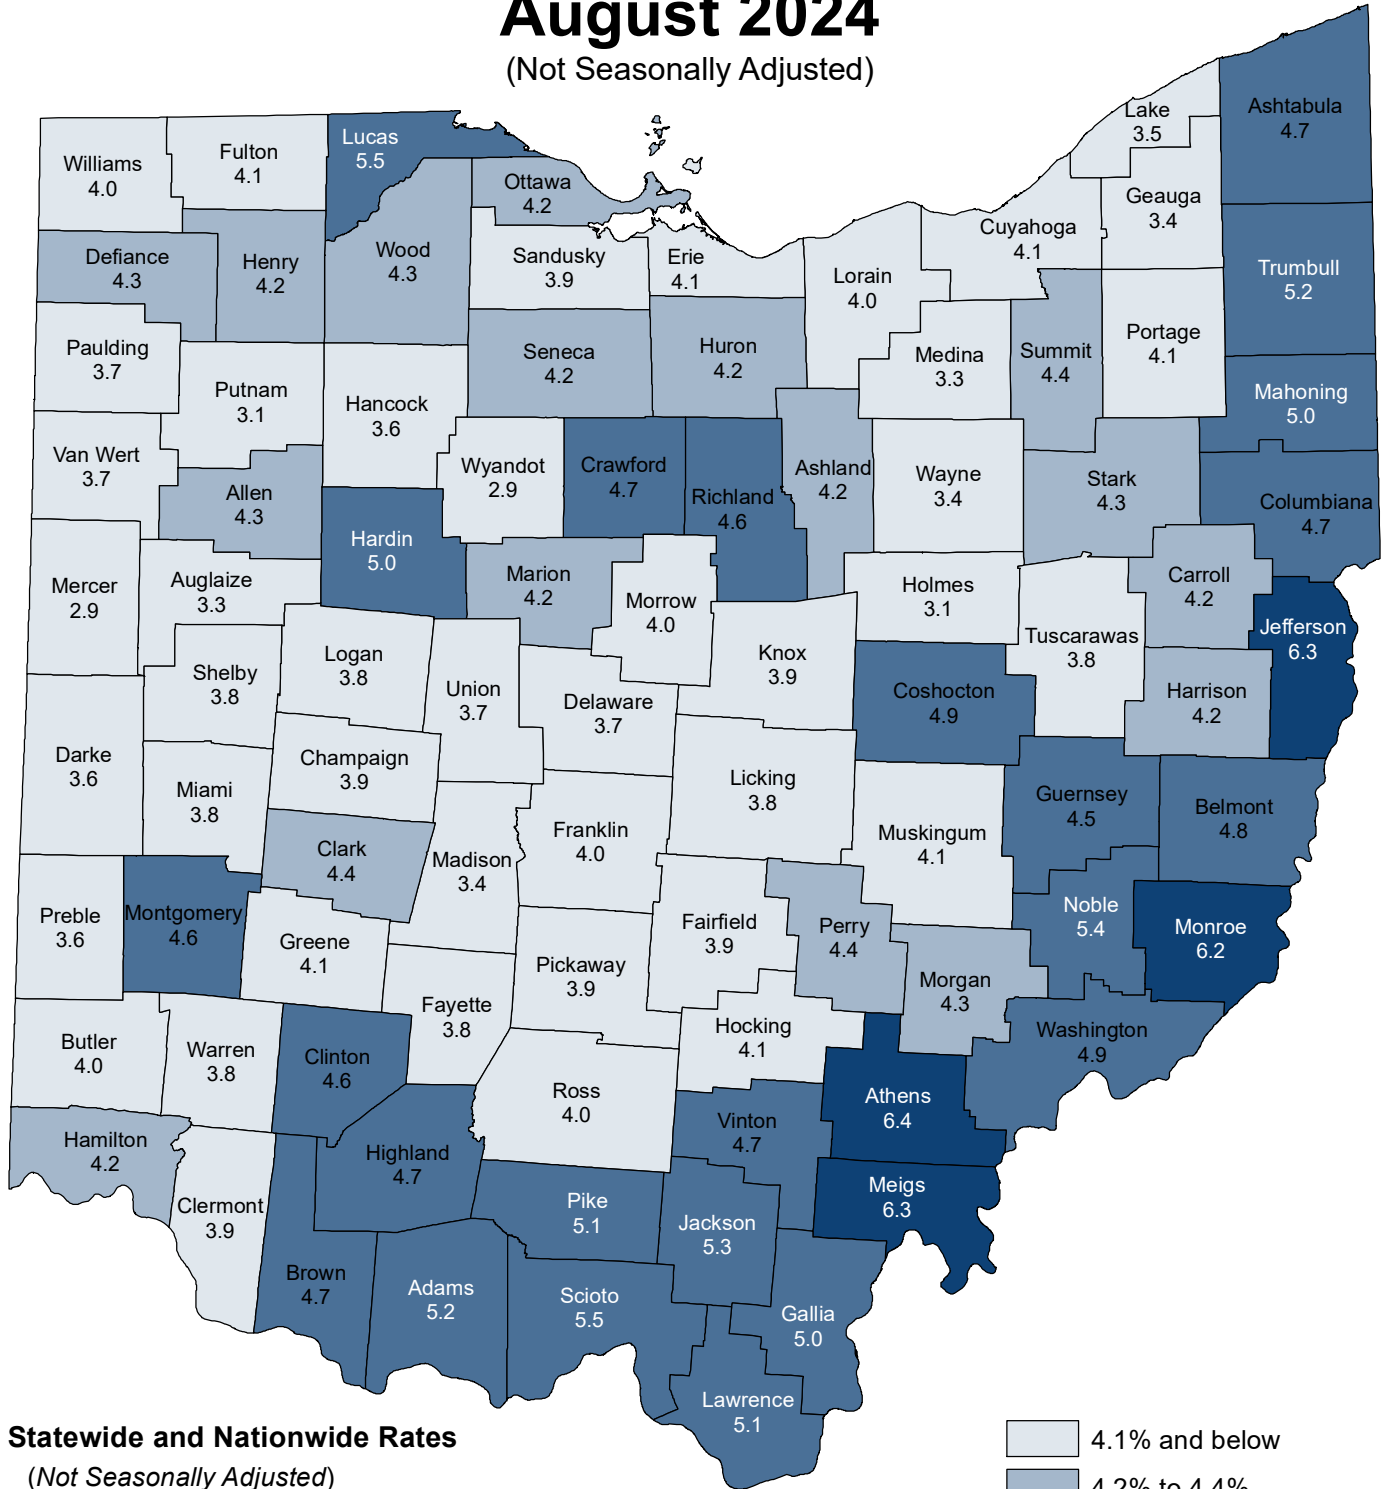 August 2024
(Not Seasonally Adjusted)
Lake
3.5
Ashtabula
4.7
Lucas
5.5
Williams
4.0
Fulton
4.1
Ottawa
4.2
Geauga
3.4
Cuyahoga
4.1
Defiance
4.3
Henry
4.2
Wood
4.3
Sandusky
3.9
Erie
4.1
Lorain
4.0
Trumbull
5.2
Paulding
3.7
Putnam
3.1
Hancock
3.6
Seneca
4.2
Huron
4.2
Medina
3.3
Summit
4.4
Portage
4.1
Mahoning
5.0
Van Wert
3.7
Allen
4.3
Wyandot
2.9
Crawford
4.7
Richland
4.6
Ashland
4.2
Wayne
3.4
Stark
4.3
Columbiana
4.7
Hardin
5.0
Mercer
2.9
Auglaize
3.3
Marion
4.2
Morrow
4.0
Holmes
3.1
Carroll
4.2
Jefferson
6.3
Tuscarawas
3.8
Shelby
3.8
Logan
3.8
Union
3.7
Delaware
3.7
Knox
3.9
Coshocton
4.9
Harrison
4.2
Darke
3.6
Miami
3.8
Champaign
3.9
Licking
3.8
Guernsey
4.5
Belmont
4.8
Clark
4.4
Madison
3.4
Franklin
4.0
Muskingum
4.1
Preble
3.6
Montgomery
4.6
Greene
4.1
Pickaway
3.9
Fairfield
3.9
Perry
4.4
Morgan
4.3
Noble
5.4
Monroe
6.2
Butler
4.0
Warren
3.8
Clinton
4.6
Fayette
3.8
Hocking
4.1
Washington
4.9
Ross
4.0
Athens
6.4
Hamilton
4.2
Highland
4.7
Vinton
4.7
Meigs
6.3
Clermont
3.9
Pike
5.1
Jackson
5.3
Brown
4.7
Adams
5.2
Scioto
5.5
Gallia
5.0
Lawrence
5.1
Statewide and Nationwide Rates
(Not Seasonally Adjusted)
4.1% and below
4.2% to 4.4%